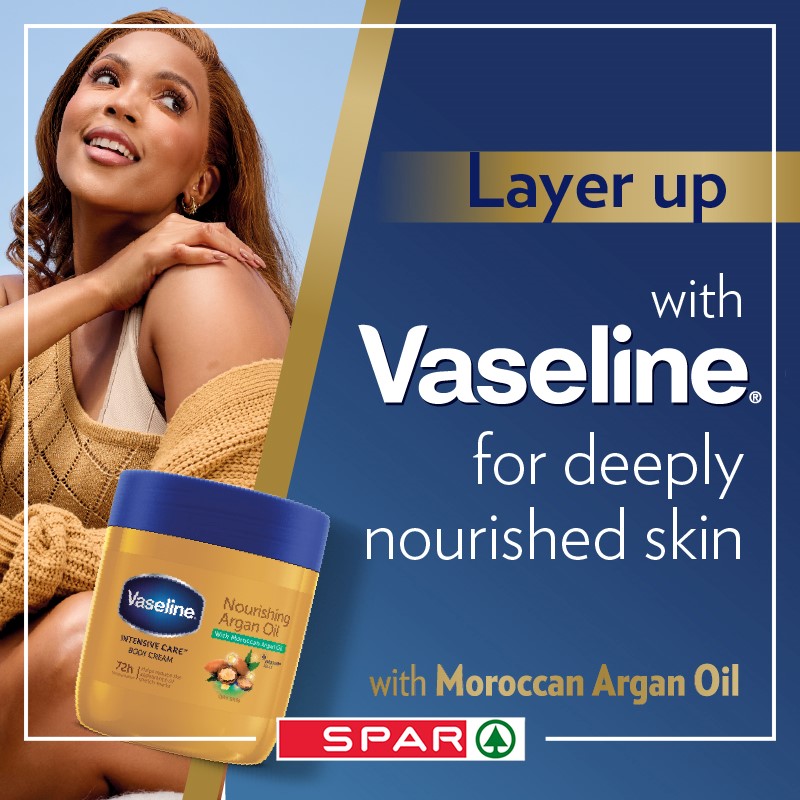 Layer up
with
Vaseline®
for deeply
nourished skin
with Moroccan Argan Oil
Vaseline
INTENSIVE CARE™
BODY CREAM
72h
Nourishing
Argan Oil
With Moroccan Argan Oil
SPAR